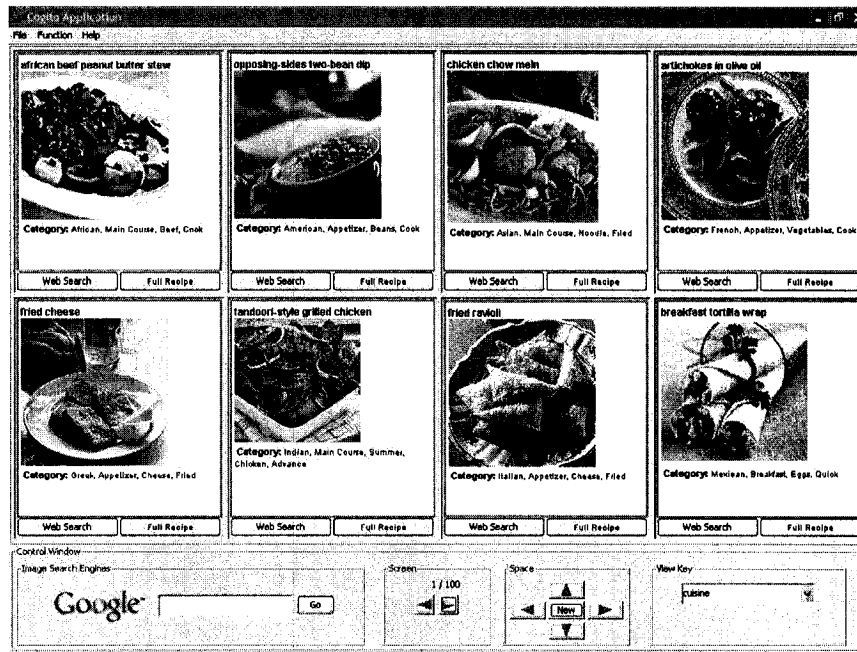 Cogito Application
File Function Help
african beef peanut butter stew
Category: African, Main Course, Beef, Cook
Web Search Full Recipe
opposing-sides two-bean dip
Category: American, Appetizer, Beans, Cook
Web Search Full Recipe
chicken chow mein
Category: Asian, Main Course, Noodle, Fried
Web Search Full Recipe
artichokes in olive oil
Category: French, Appetizer, Vegetables, Cook
Web Search Full Recipe
fried cheese
Category: Greek, Appetizer, Cheese, Fried
Web Search Full Recipe
tandoori-style grilled chicken
Category: Indian, Main Course, Summer,
Chicken, Advance
Web Search Full Recipe
fried ravioli
Category: Italian, Appetizer, Cheese, Fried
Web Search Full Recipe
breakfast tortilla wrap
Category: Mexican, Breakfast, Eggs, Quick
Web Search Full Recipe
Control Window
Image Search Engines
Google Go
Screen
1 / 100
Space
New
View Key
cuisine